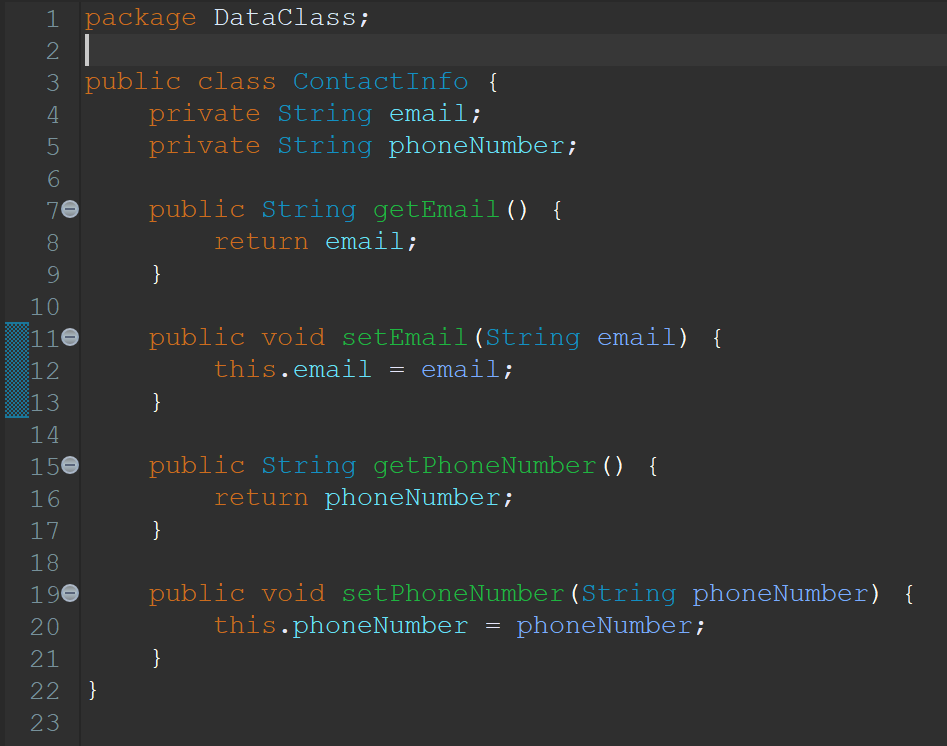 1 package DataClass;
2
3 public class ContactInfo {
4     private String email;
5     private String phoneNumber;
6
7     public String getEmail() {
8         return email;
9     }
10
11     public void setEmail(String email) {
12         this.email = email;
13     }
14
15     public String getPhoneNumber() {
16         return phoneNumber;
17     }
18
19     public void setPhoneNumber(String phoneNumber) {
20         this.phoneNumber = phoneNumber;
21     }
22 }
23